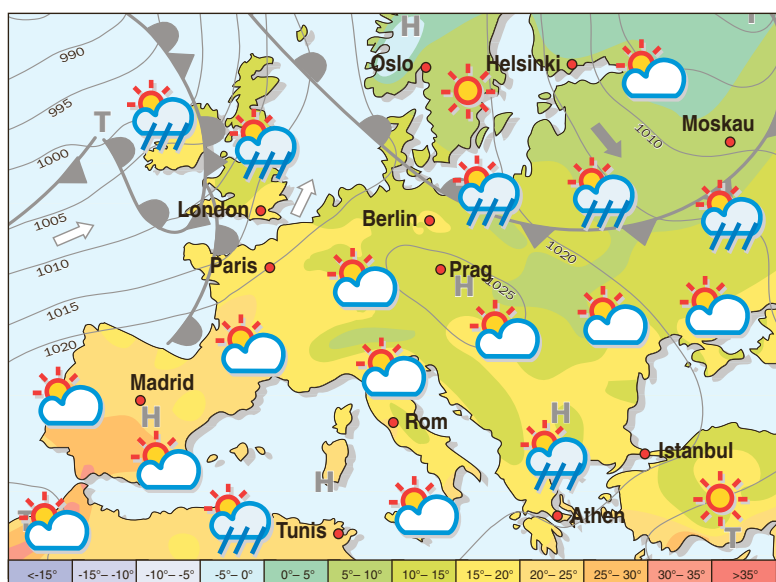 990
H
T
Oslo
Helsinki
995
T
1010
Moskau
1000
London
1005
Berlin
1010
Paris
Prag
1020
H
1025
1015
1020
Madrid
H
Rom
H
Istanbul
H
T
Tunis
Athen
T
<-15°
-15°– -10°
-10°– -5°
-5°– 0°
0°– 5°
5°– 10°
10°– 15°
15°– 20°
20°– 25°
25°– 30°
30°– 35°
>35°